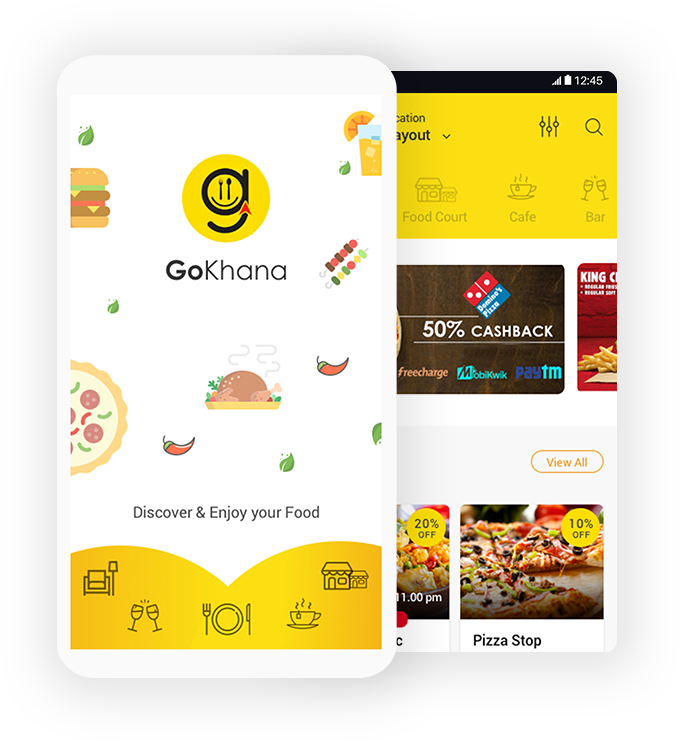 GoKhana
Discover & Enjoy your Food
12:45
cation
ayout
Food Court
Cafe
Bar
Domino's
Pizza
50% CASHBACK
freecharge
MobiKwik
paytm
KING C
• REGULAR FRIES
• REGULAR SOFT
View All
20%
OFF
11.00 pm
c
10%
OFF
Pizza Stop